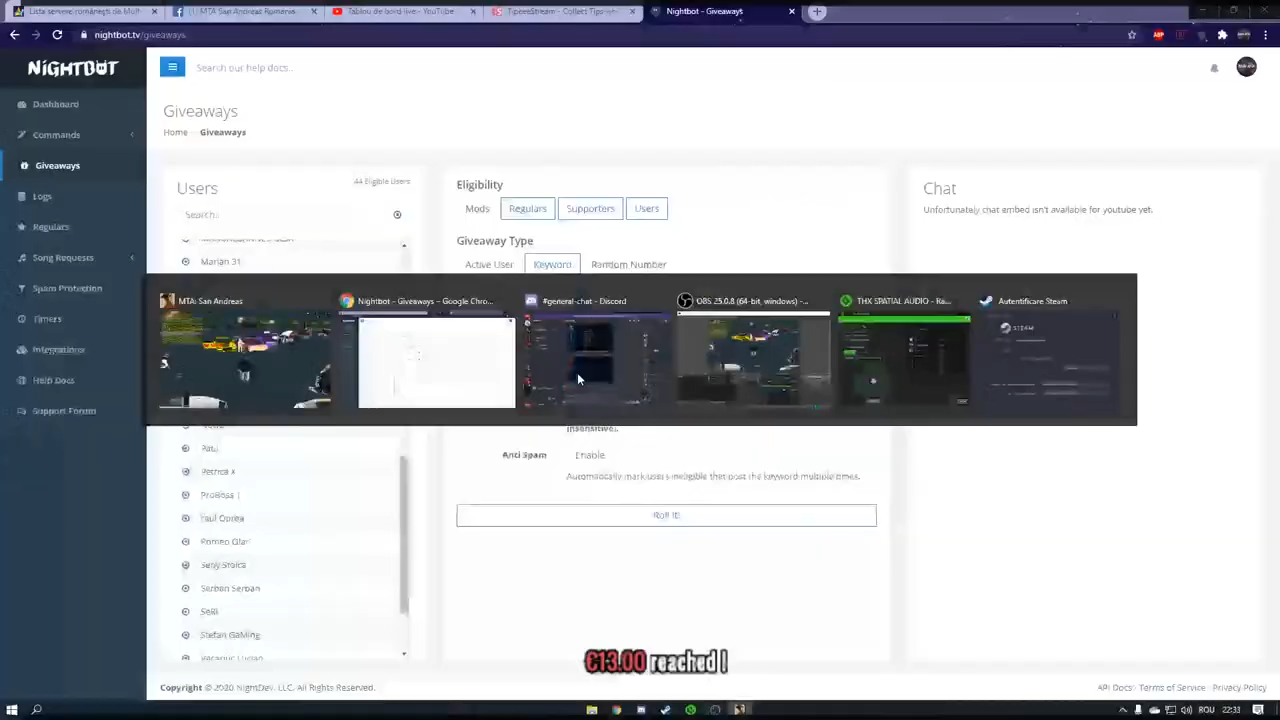 Lista servere românești de Mult
MTA San Andreas Romania
Tablou de bord live - YouTube
TipeeeStream - Collect Tips
Nightbot - Giveaways
nightbot.tv/giveaways
NIGHTBOT
Search our help docs..
Dashboard
Commands
Giveaways
Logs
Regulars
Song Requests
Spam Protection
Timers
Integrations
Help Docs
Support Forum
Giveaways
Home
Giveaways
Users
44 Eligible Users
Search..
Marian 31
Eligibility
Mods
Regulars
Supporters
Users
Giveaway Type
Active User
Keyword
Random Number
Chat
Unfortunately chat embed isn't available for youtube yet.
MTA: San Andreas
Nightbot - Giveaways – Google Chro...
#general-chat - Discord
OBS 25.0.8 (64-bit, windows) -...
THX SPATIAL AUDIO - Ra...
Autentificare Steam
STEAM
insensitive.
Anti Spam
Enable
Automatically mark users ineligible that post the keyword multiple times.
Roll It!
Petrica X
Romeo
Serban Serban
Stefan GaMing
€13.00 reached !
Copyright © 2020 NightDev, LLC. All Rights Reserved.
API Docs
Terms of Service
Privacy Policy
ROU
22:33